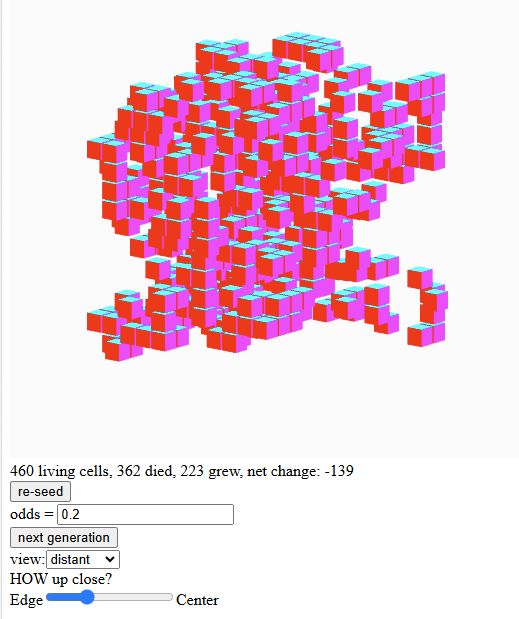 460 living cells, 362 died, 223 grew, net change: -139
re-seed
odds = 0.2
next generation
view: distant
HOW up close?
Edge Center